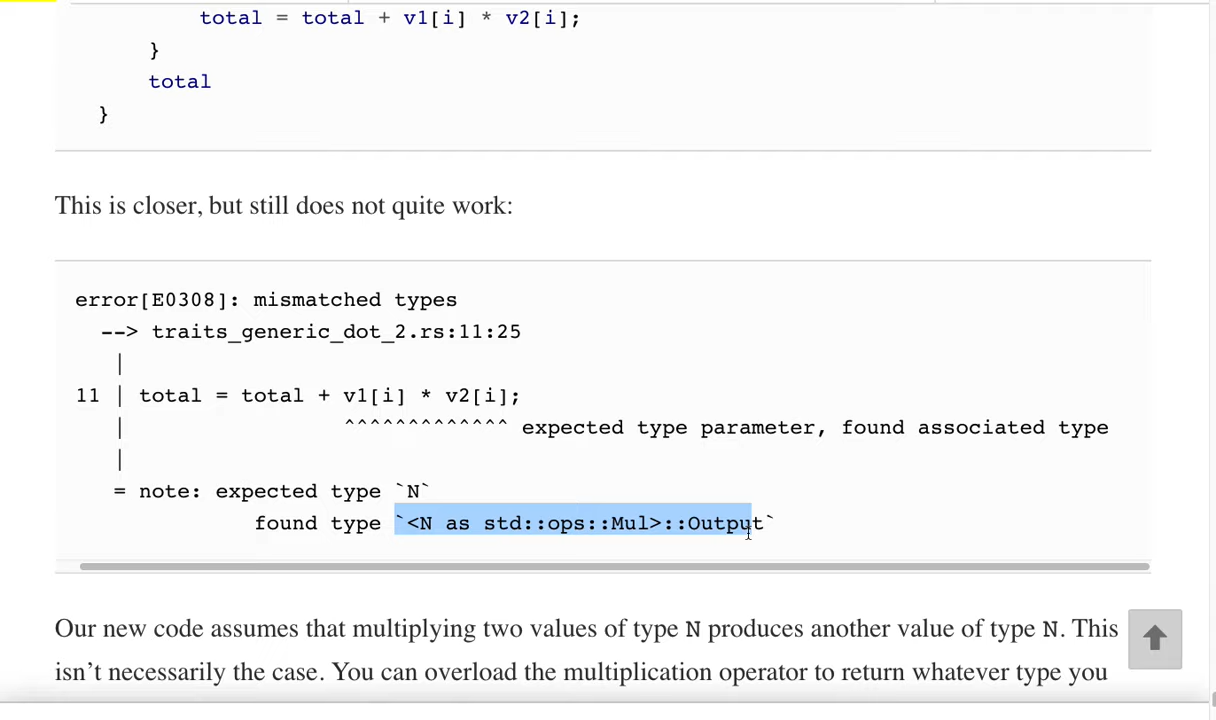 total = total + v1[i] * v2[i];
}
total
}
This is closer, but still does not quite work:
error[E0308]: mismatched types
--> traits_generic_dot_2.rs:11:25
|
11 | total = total + v1[i] * v2[i];
| ^^^^^^^^^^^^^ expected type parameter, found associated type
|
= note: expected type `N`
found type `<N as std::ops::Mul>::Output`
Our new code assumes that multiplying two values of type N produces another value of type N. This
isn’t necessarily the case. You can overload the multiplication operator to return whatever type you